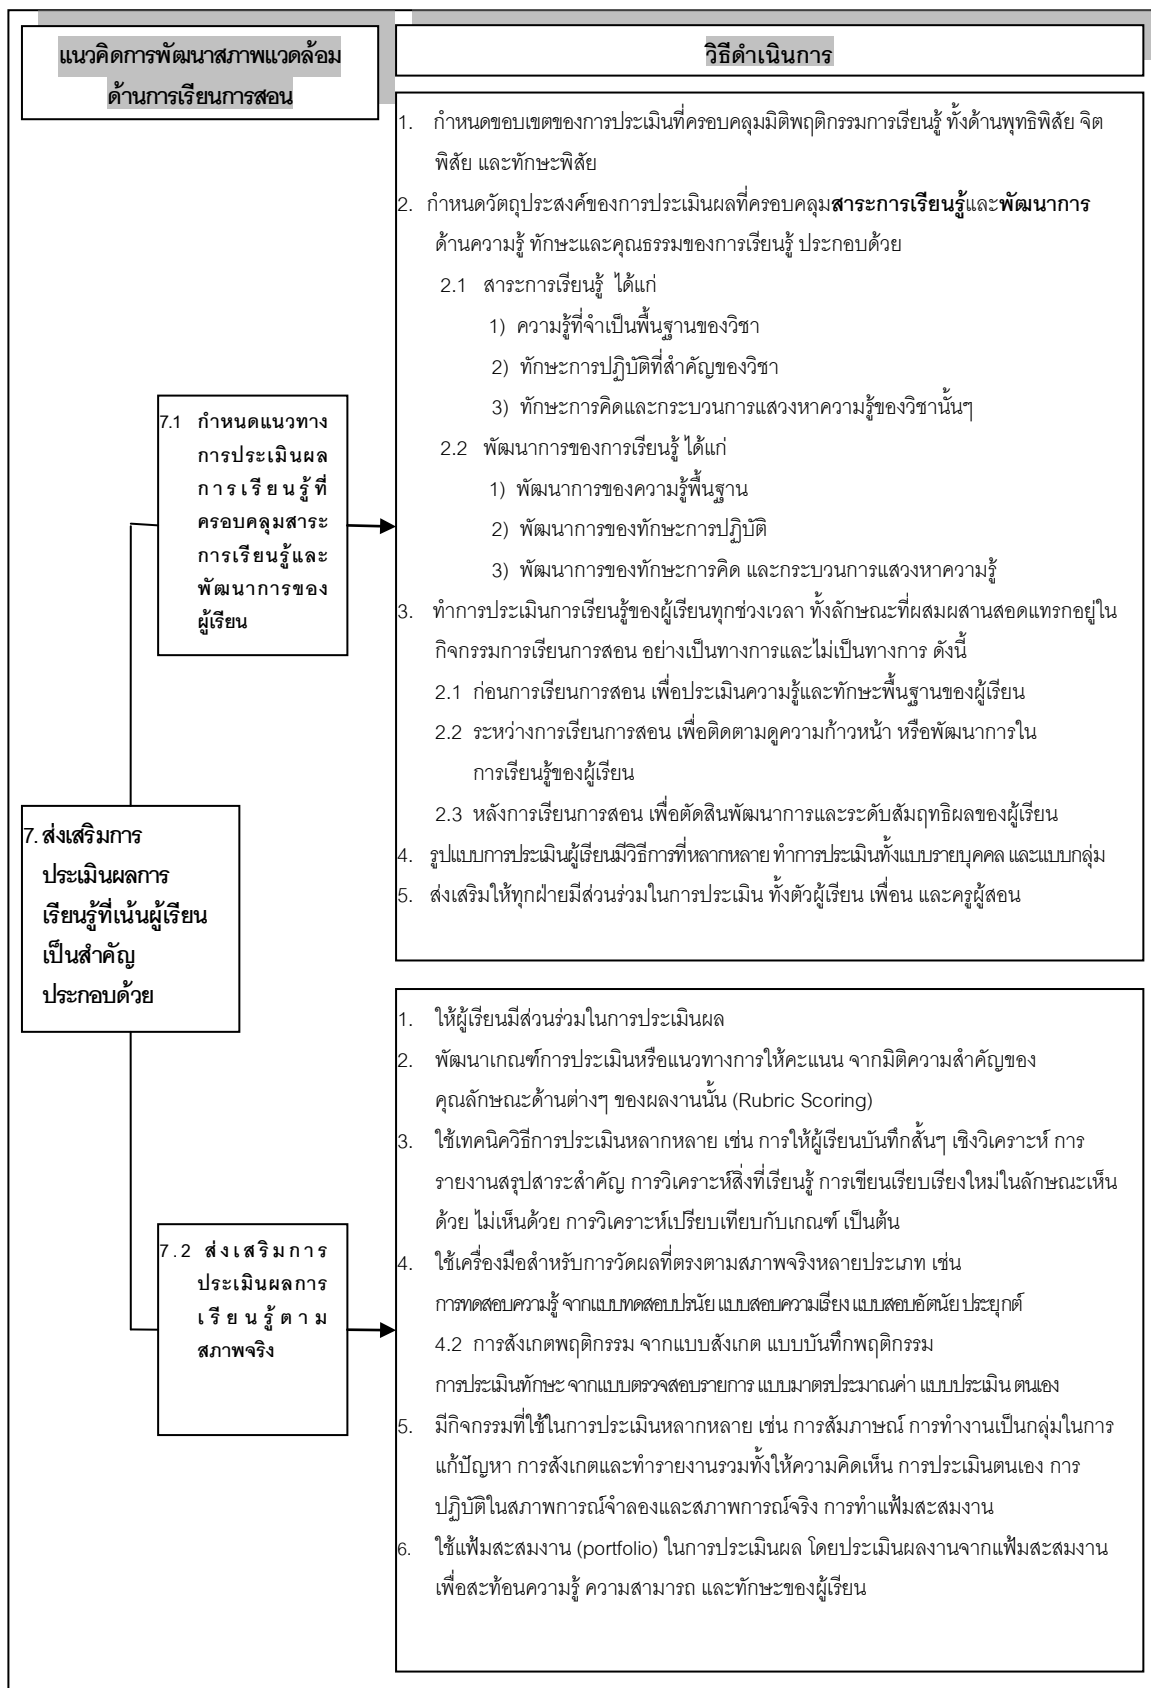 แนวคิดการพัฒนาสภาพแวดล้อม
ด้านการเรียนการสอน
วิธีดำเนินการ
7. ส่งเสริมการ
ประเมินผลการ
เรียนรู้ที่เน้นผู้เรียน
เป็นสำคัญ
ประกอบด้วย
7.1 กำหนดแนวทาง
การประเมินผล
การเรียนรู้ที่
ครอบคลุมสาระ
การเรียนรู้และ
พัฒนาการของ
ผู้เรียน
1. กำหนดขอบเขตของการประเมินที่ครอบคลุมมิติพฤติกรรมการเรียนรู้ ทั้งด้านพุทธิพิสัย จิต
พิสัย และทักษะพิสัย
2. กำหนดวัตถุประสงค์ของการประเมินผลที่ครอบคลุมสาระการเรียนรู้และพัฒนาการ
ด้านความรู้ ทักษะและคุณธรรมของการเรียนรู้ ประกอบด้วย
2.1 สาระการเรียนรู้ ได้แก่
1) ความรู้ที่จำเป็นพื้นฐานของวิชา
2) ทักษะการปฏิบัติที่สำคัญของวิชา
3) ทักษะการคิดและกระบวนการแสวงหาความรู้ของวิชานั้นๆ
2.2 พัฒนาการของการเรียนรู้ ได้แก่
1) พัฒนาการของความรู้พื้นฐาน
2) พัฒนาการของทักษะการปฏิบัติ
3) พัฒนาการของทักษะการคิด และกระบวนการแสวงหาความรู้
3. ทำการประเมินการเรียนรู้ของผู้เรียนทุกช่วงเวลา ทั้งลักษณะที่ผสมผสานสอดแทรกอยู่ใน
กิจกรรมการเรียนการสอน อย่างเป็นทางการและไม่เป็นทางการ ดังนี้
2.1 ก่อนการเรียนการสอน เพื่อประเมินความรู้และทักษะพื้นฐานของผู้เรียน
2.2 ระหว่างการเรียนการสอน เพื่อติดตามดูความก้าวหน้า หรือพัฒนาการใน
การเรียนรู้ของผู้เรียน
2.3 หลังการเรียนการสอน เพื่อตัดสินพัฒนาการและระดับสัมฤทธิผลของผู้เรียน
4. รูปแบบการประเมินผู้เรียนมีวิธีการที่หลากหลาย ทำการประเมินทั้งแบบรายบุคคล และแบบกลุ่ม
5. ส่งเสริมให้ทุกฝ่ายมีส่วนร่วมในการประเมิน ทั้งตัวผู้เรียน เพื่อน และครูผู้สอน
7.2 ส่งเสริมการ
ประเมินผลการ
เรียนรู้ตาม
สภาพจริง
1. ให้ผู้เรียนมีส่วนร่วมในการประเมินผล
2. พัฒนาเกณฑ์การประเมินหรือแนวทางการให้คะแนน จากมิติความสำคัญของ
คุณลักษณะด้านต่างๆ ของผลงานนั้น (Rubric Scoring)
3. ใช้เทคนิควิธีการประเมินหลากหลาย เช่น การให้ผู้เรียนบันทึกสั้นๆ เชิงวิเคราะห์ การ
รายงานสรุปสาระสำคัญ การวิเคราะห์สิ่งที่เรียนรู้ การเขียนเรียบเรียงใหม่ในลักษณะเห็น
ด้วย ไม่เห็นด้วย การวิเคราะห์เปรียบเทียบกับเกณฑ์ เป็นต้น
4. ใช้เครื่องมือสำหรับการวัดผลที่ตรงตามสภาพจริงหลายประเภท เช่น
การทดสอบความรู้ จากแบบทดสอบปรนัย แบบสอบความเรียง แบบสอบอัตนัย ประยุกต์
4.2 การสังเกตพฤติกรรม จากแบบสังเกต แบบบันทึกพฤติกรรม
การประเมินทักษะ จากแบบตรวจสอบรายการ แบบมาตรประมาณค่า แบบประเมิน ตนเอง
5. มีกิจกรรมที่ใช้ในการประเมินหลากหลาย เช่น การสัมภาษณ์ การทำงานเป็นกลุ่มในการ
แก้ปัญหา การสังเกตและทำรายงานรวมทั้งให้ความคิดเห็น การประเมินตนเอง การ
ปฏิบัติในสภาพการณ์จำลองและสภาพการณ์จริง การทำแฟ้มสะสมงาน
6. ใช้แฟ้มสะสมงาน (portfolio) ในการประเมินผล โดยประเมินผลงานจากแฟ้มสะสมงาน
เพื่อสะท้อนความรู้ ความสามารถ และทักษะของผู้เรียน